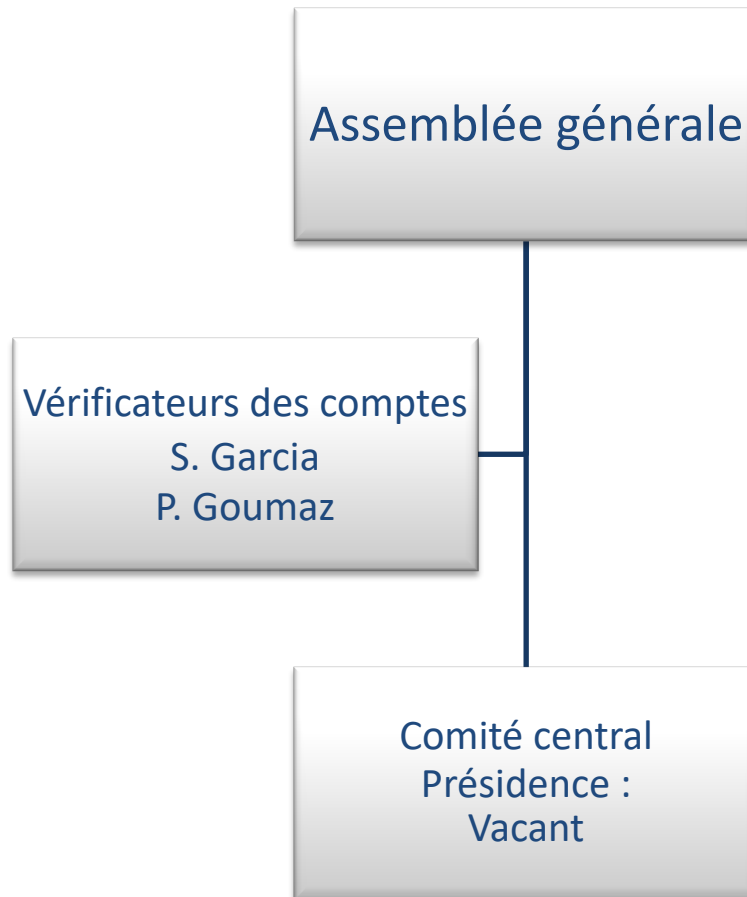 Assemblée générale
Vérificateurs des comptes
S. Garcia
P. Goumaz
Comité central
Présidence :
Vacant